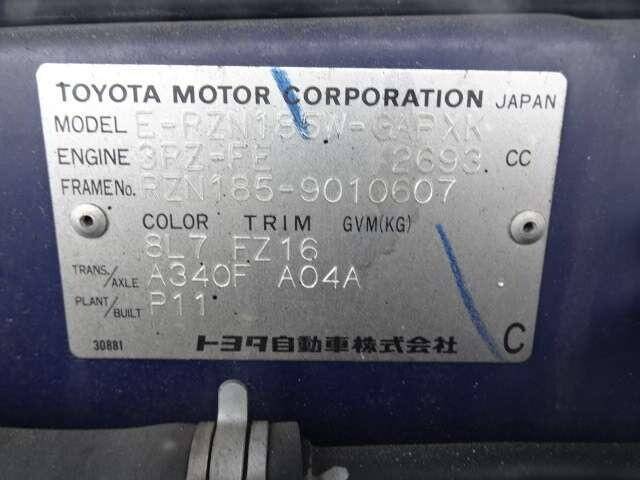 TOYOTA MOTOR CORPORATION JAPAN
MODEL E-RZN185W-GAPXK
ENGINE 3RZ-FE 2693 CC
FRAME No. RZN185-9010607
COLOR TRIM GVM(KG)
8L7 FZ16
TRANS./AXLE A340F A04A
PLANT/BUILT P11
30881 トヨタ自動車株式会社 C